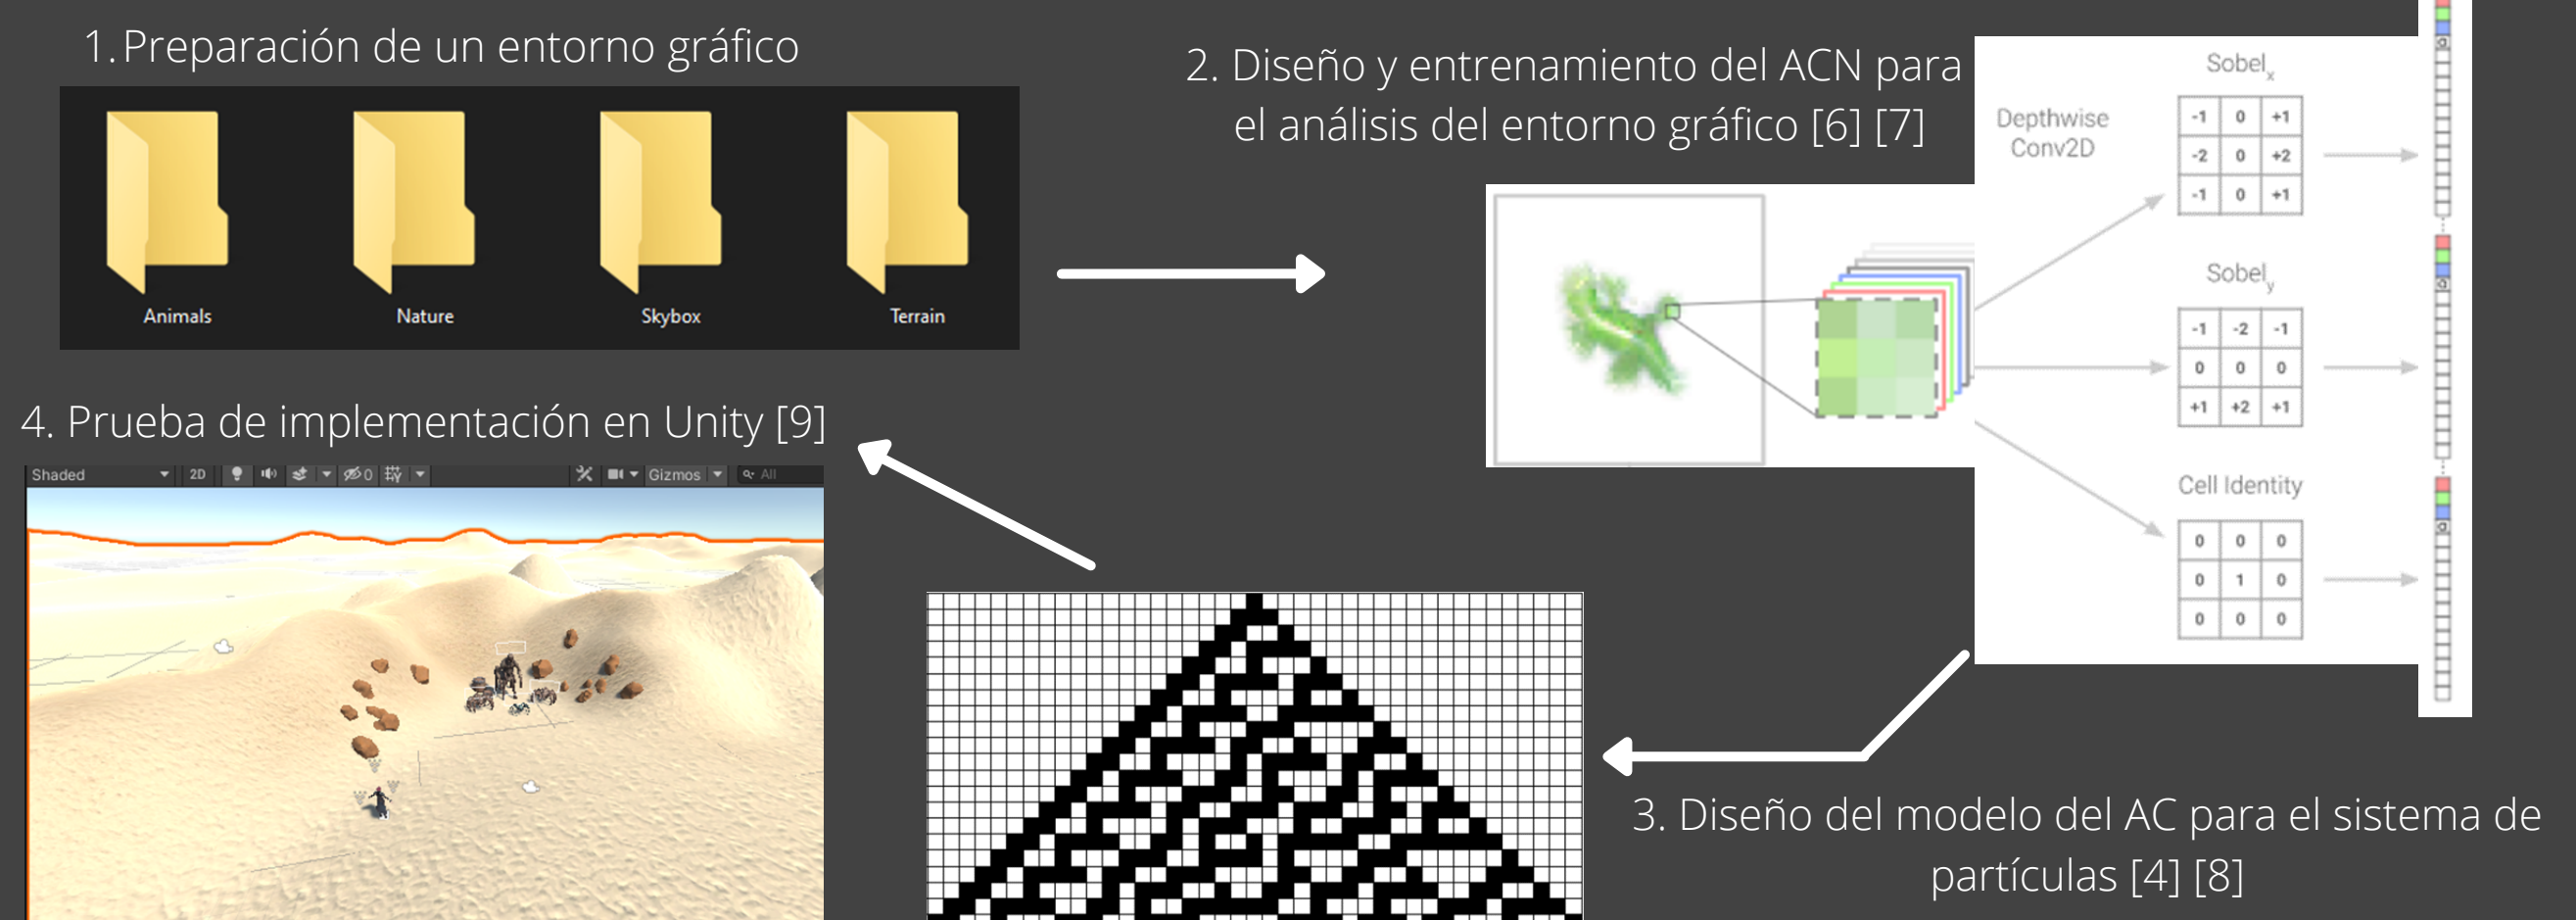 1. Preparación de un entorno gráfico
Animals
Nature
Skybox
Terrain
2. Diseño y entrenamiento del ACN para
el análisis del entorno gráfico [6] [7]
Depthwise
Conv2D
Sobelx
-1 0 +1
-2 0 +2
-1 0 +1
Sobely
-1 -2 -1
0 0 0
+1 +2 +1
Cell Identity
0 0 0
0 1 0
0 0 0
a
a
a
3. Diseño del modelo del AC para el sistema de
partículas [4] [8]
4. Prueba de implementación en Unity [9]
Shaded 2D 0 Gizmos All